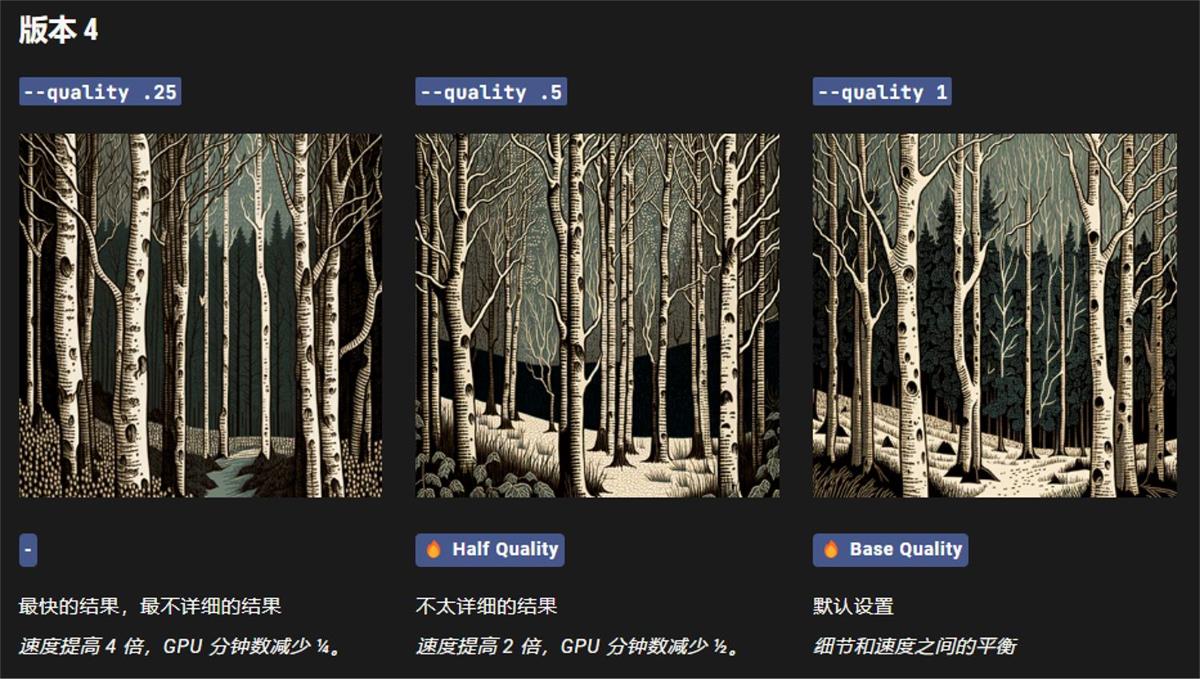 版本 4
--quality .25
--quality .5
--quality 1
-
🔥 Half Quality
🔥 Base Quality
最快的结果，最不详细的结果
不太详细的结果
默认设置
速度提高 4 倍，GPU 分钟数减少 ¼。
速度提高 2 倍，GPU 分钟数减少 ½。
细节和速度之间的平衡